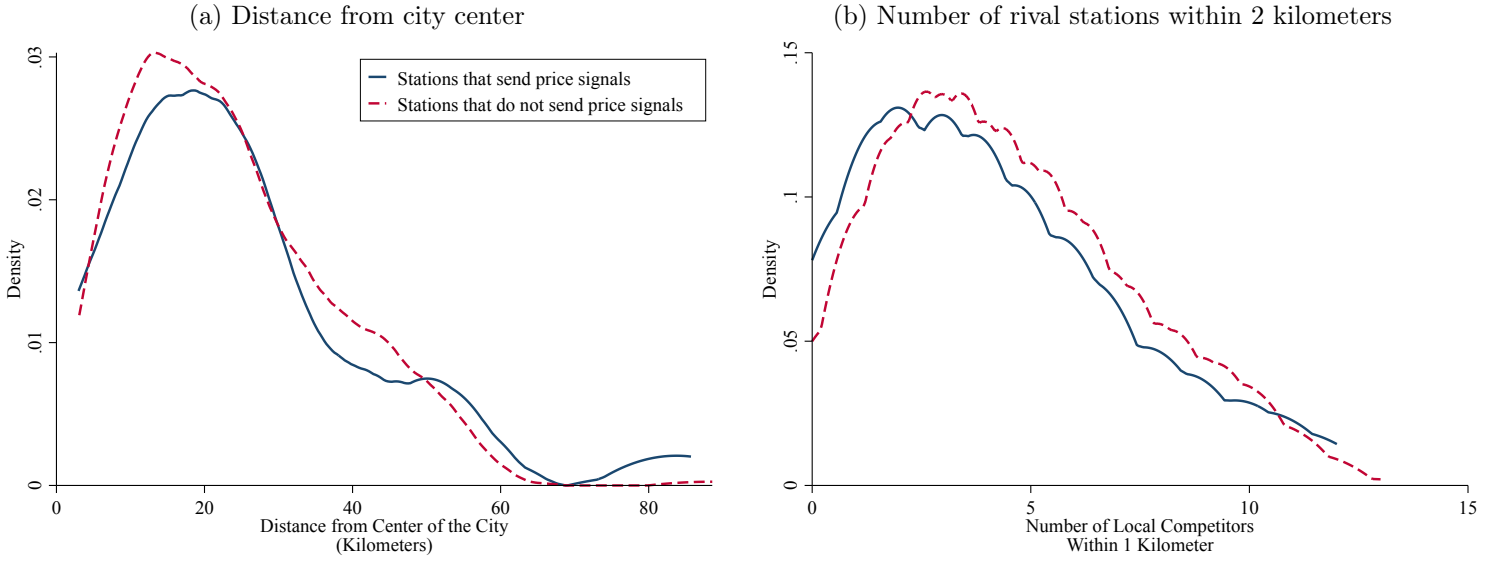 (a) Distance from city center
.03
.02
.01
0
Density
Stations that send price signals
Stations that do not send price signals
0 20 40 60 80
Distance from Center of the City
(Kilometers)
(b) Number of rival stations within 2 kilometers
.15
.1
.05
0
Density
0 5 10 15
Number of Local Competitors
Within 1 Kilometer